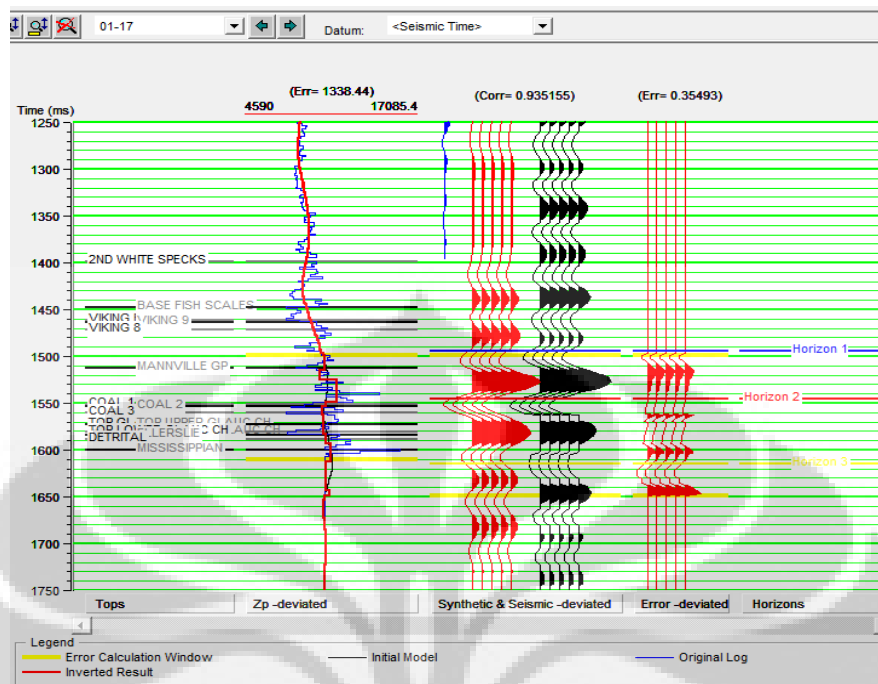 01-17 Datum: <Seismic Time>
(Err= 1338.44) (Corr= 0.935155) (Err= 0.35493)
Time (ms) 4590 17085.4
1250
1300
1350
1400
2ND WHITE SPECKS
1450
BASE FISH SCALES
VIKING 9
VIKING 8
1500
Horizon 1
MANNVILLE GP
Horizon 2
1550
COAL 1
COAL 2
COAL 3
DETRITAL
1600
MISSISSIPPIAN
Horizon 3
1650
1700
1750
Tops Zp -deviated Synthetic & Seismic -deviated Error -deviated Horizons
Legend
Error Calculation Window Initial Model Original Log
Inverted Result